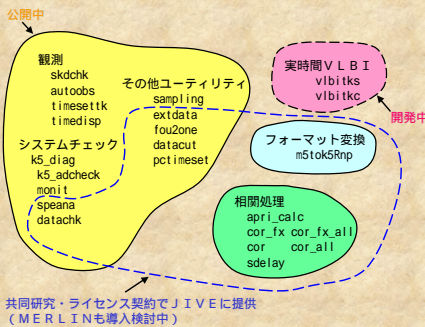 公開中
観測
skdchk
autoobs
timesettk
timedisp
システムチェック
k5_diag
k5_adcheck
monit
speana
datachk
その他ユーティリティ
sampling
extdata
fou2one
datacut
pctimeset
実時間ＶＬＢＩ
vlbitks
vlbitkc
開発中
フォーマット変換
m5tok5Rnp
相関処理
apri_calc
cor_fx cor_fx_all
cor cor_all
sdelay
共同研究・ライセンス契約でＪＩＶＥに提供
（ＭＥＲＬＩＮも導入検討中）